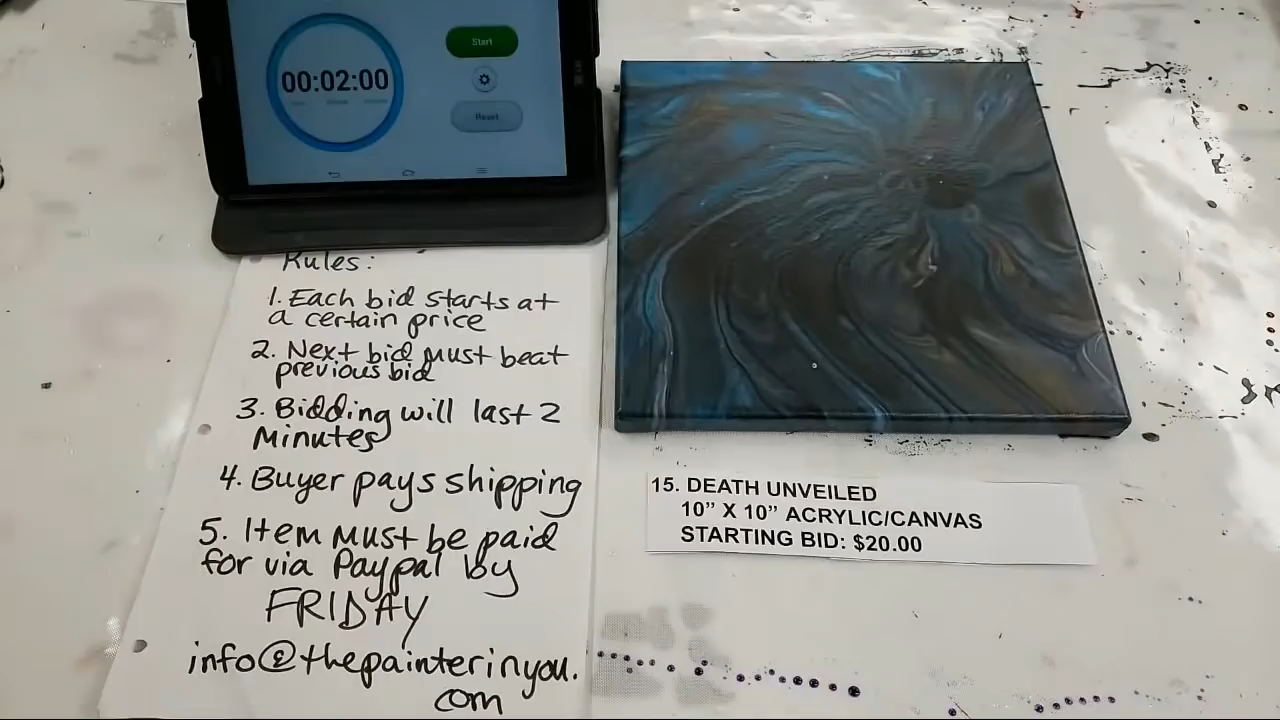 00:02:00
Start
Reset
Rules:
1. Each bid starts at
a certain price
2. Next bid must beat
previous bid
3. Bidding will last 2
Minutes
4. Buyer pays shipping
5. Item must be paid
for via Paypal by
FRIDAY
info@thepainterinyou.
com
15. DEATH UNVEILED
10” X 10” ACRYLIC/CANVAS
STARTING BID: $20.00